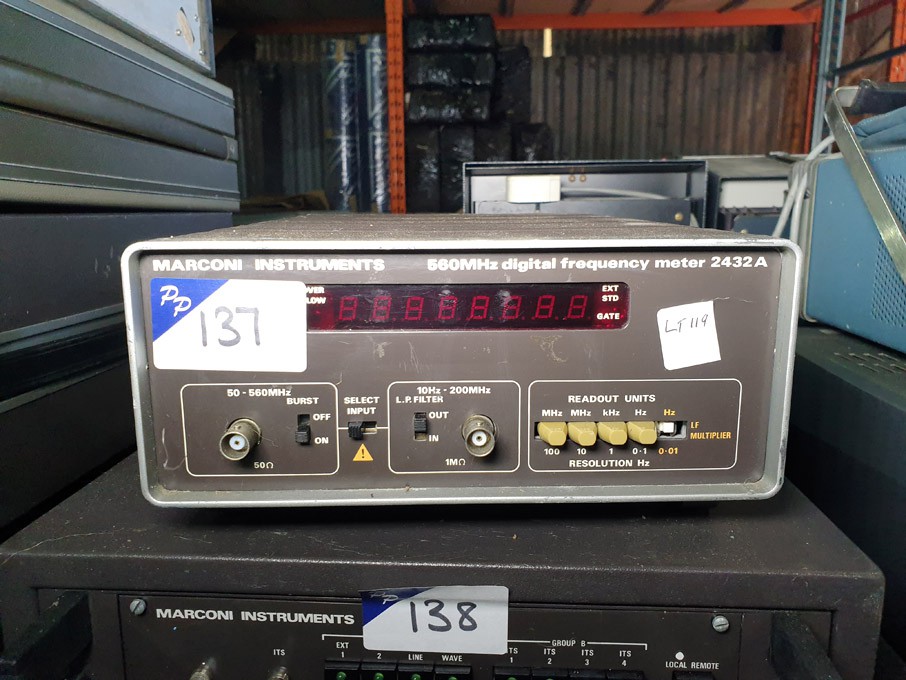 MARCONI INSTRUMENTS 560MHz digital frequency meter 2432A
PP
137
EXT
STD
GATE
LT119
50-560MHz
BURST
OFF
ON
50Ω
SELECT
INPUT
10Hz-200MHz
L.P. FILTER
OUT
IN
1MΩ
READOUT UNITS
MHz MHz kHz Hz Hz
LF
MULTIPLIER
100 10 1 0·1 0·01
RESOLUTION Hz
MARCONI INSTRUMENTS
PP
138
GROUP B
EXT ITS ITS ITS ITS
1 2 LINE WAVE 1 2 3 4
ITS
LOCAL REMOTE